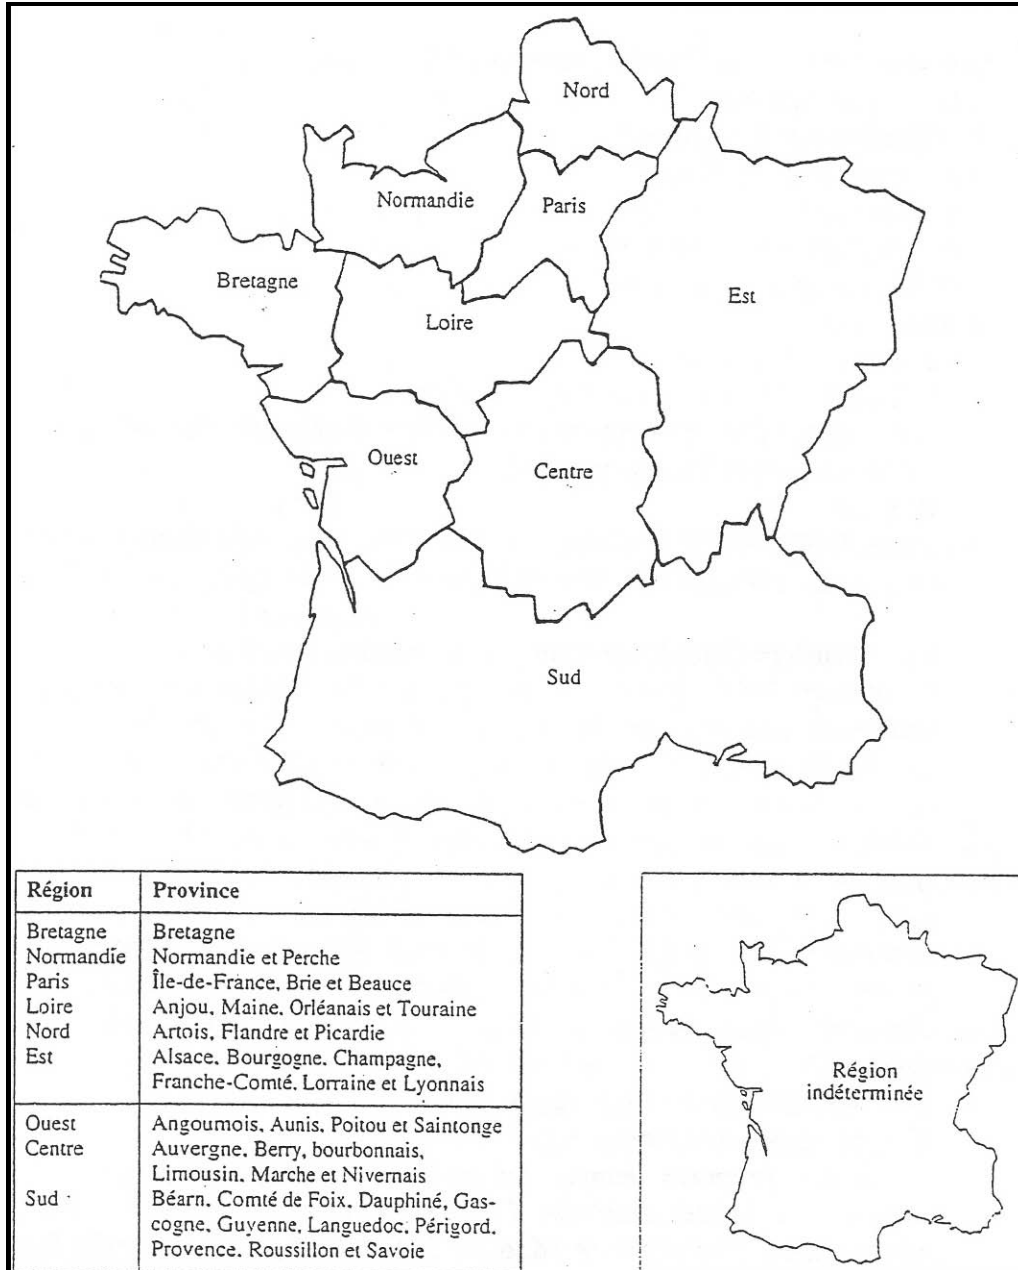 Nord
Normandie
Paris
Bretagne
Est
Loire
Ouest
Centre
Sud
Région Province
Bretagne Bretagne
Normandie Normandie et Perche
Paris Île-de-France, Brie et Beauce
Loire Anjou, Maine, Orléanais et Touraine
Nord Artois, Flandre et Picardie
Est Alsace, Bourgogne, Champagne,
Franche-Comté, Lorraine et Lyonnais
Ouest Angoumois, Aunis, Poitou et Saintonge
Centre Auvergne, Berry, bourbonnais,
Limousin, Marche et Nivernais
Sud Béarn, Comté de Foix, Dauphiné, Gas-
cogne, Guyenne, Languedoc, Périgord,
Provence, Roussillon et Savoie
Région
indéterminée